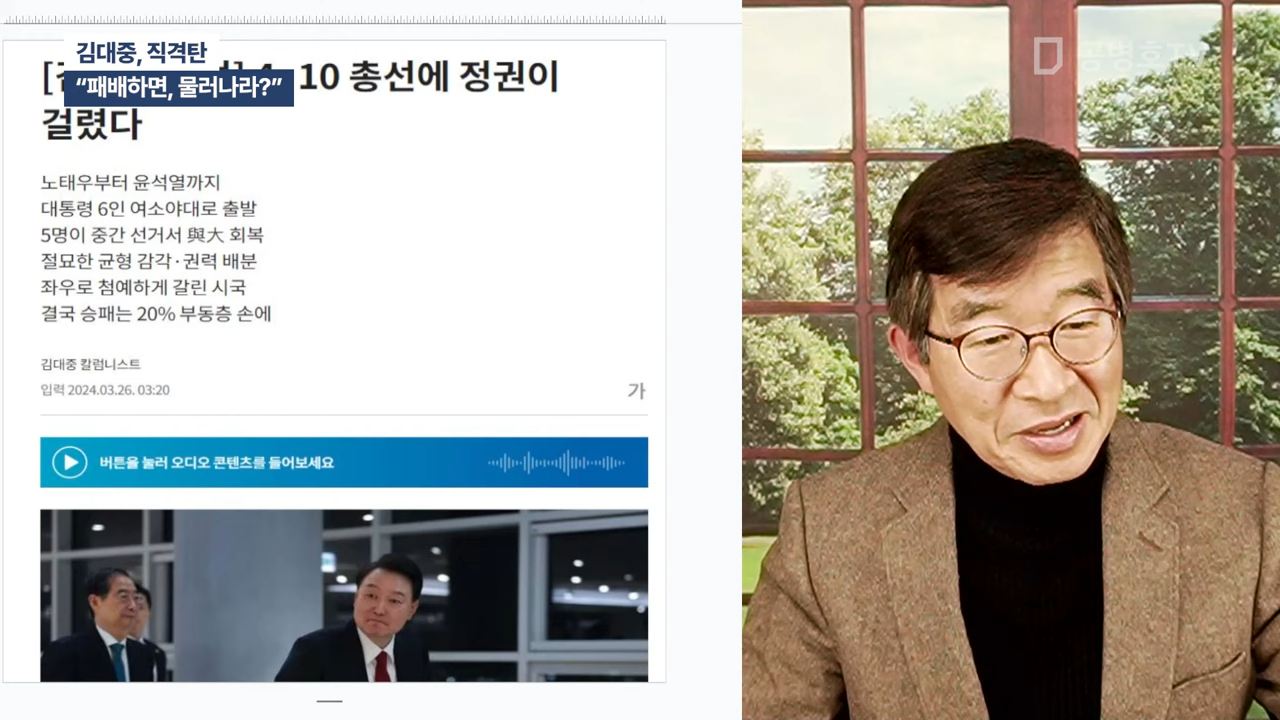 김대중, 직격탄
“패배하면, 물러나라?”
10 총선에 정권이
걸렸다
노태우부터 윤석열까지
대통령 6인 여소야대로 출발
5명이 중간 선거서 與大 회복
절묘한 균형 감각·권력 배분
좌우로 첨예하게 갈린 시국
결국 승패는 20% 부동층 손에
김대중 칼럼니스트
입력 2024.03.26. 03:20
가
버튼을 눌러 오디오 콘텐츠를 들어보세요
공병호TV